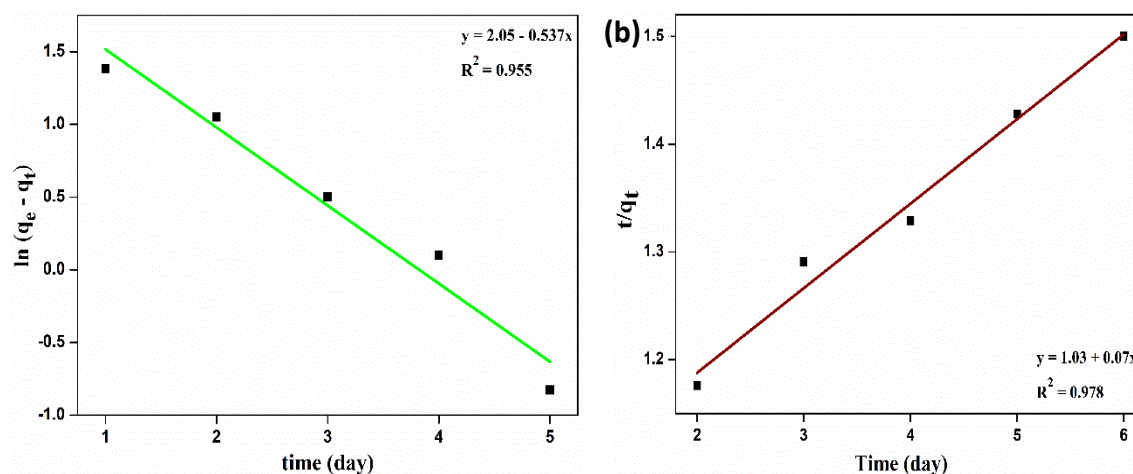 y = 2.05 - 0.537x
R² = 0.955
1.5
1.0
0.5
0.0
-0.5
-1.0
ln (qₑ - qₜ)
1 2 3 4 5
time (day)
(b)
1.5
1.4
1.3
1.2
t/qₜ
y = 1.03 + 0.07x
R² = 0.978
2 3 4 5 6
Time (day)